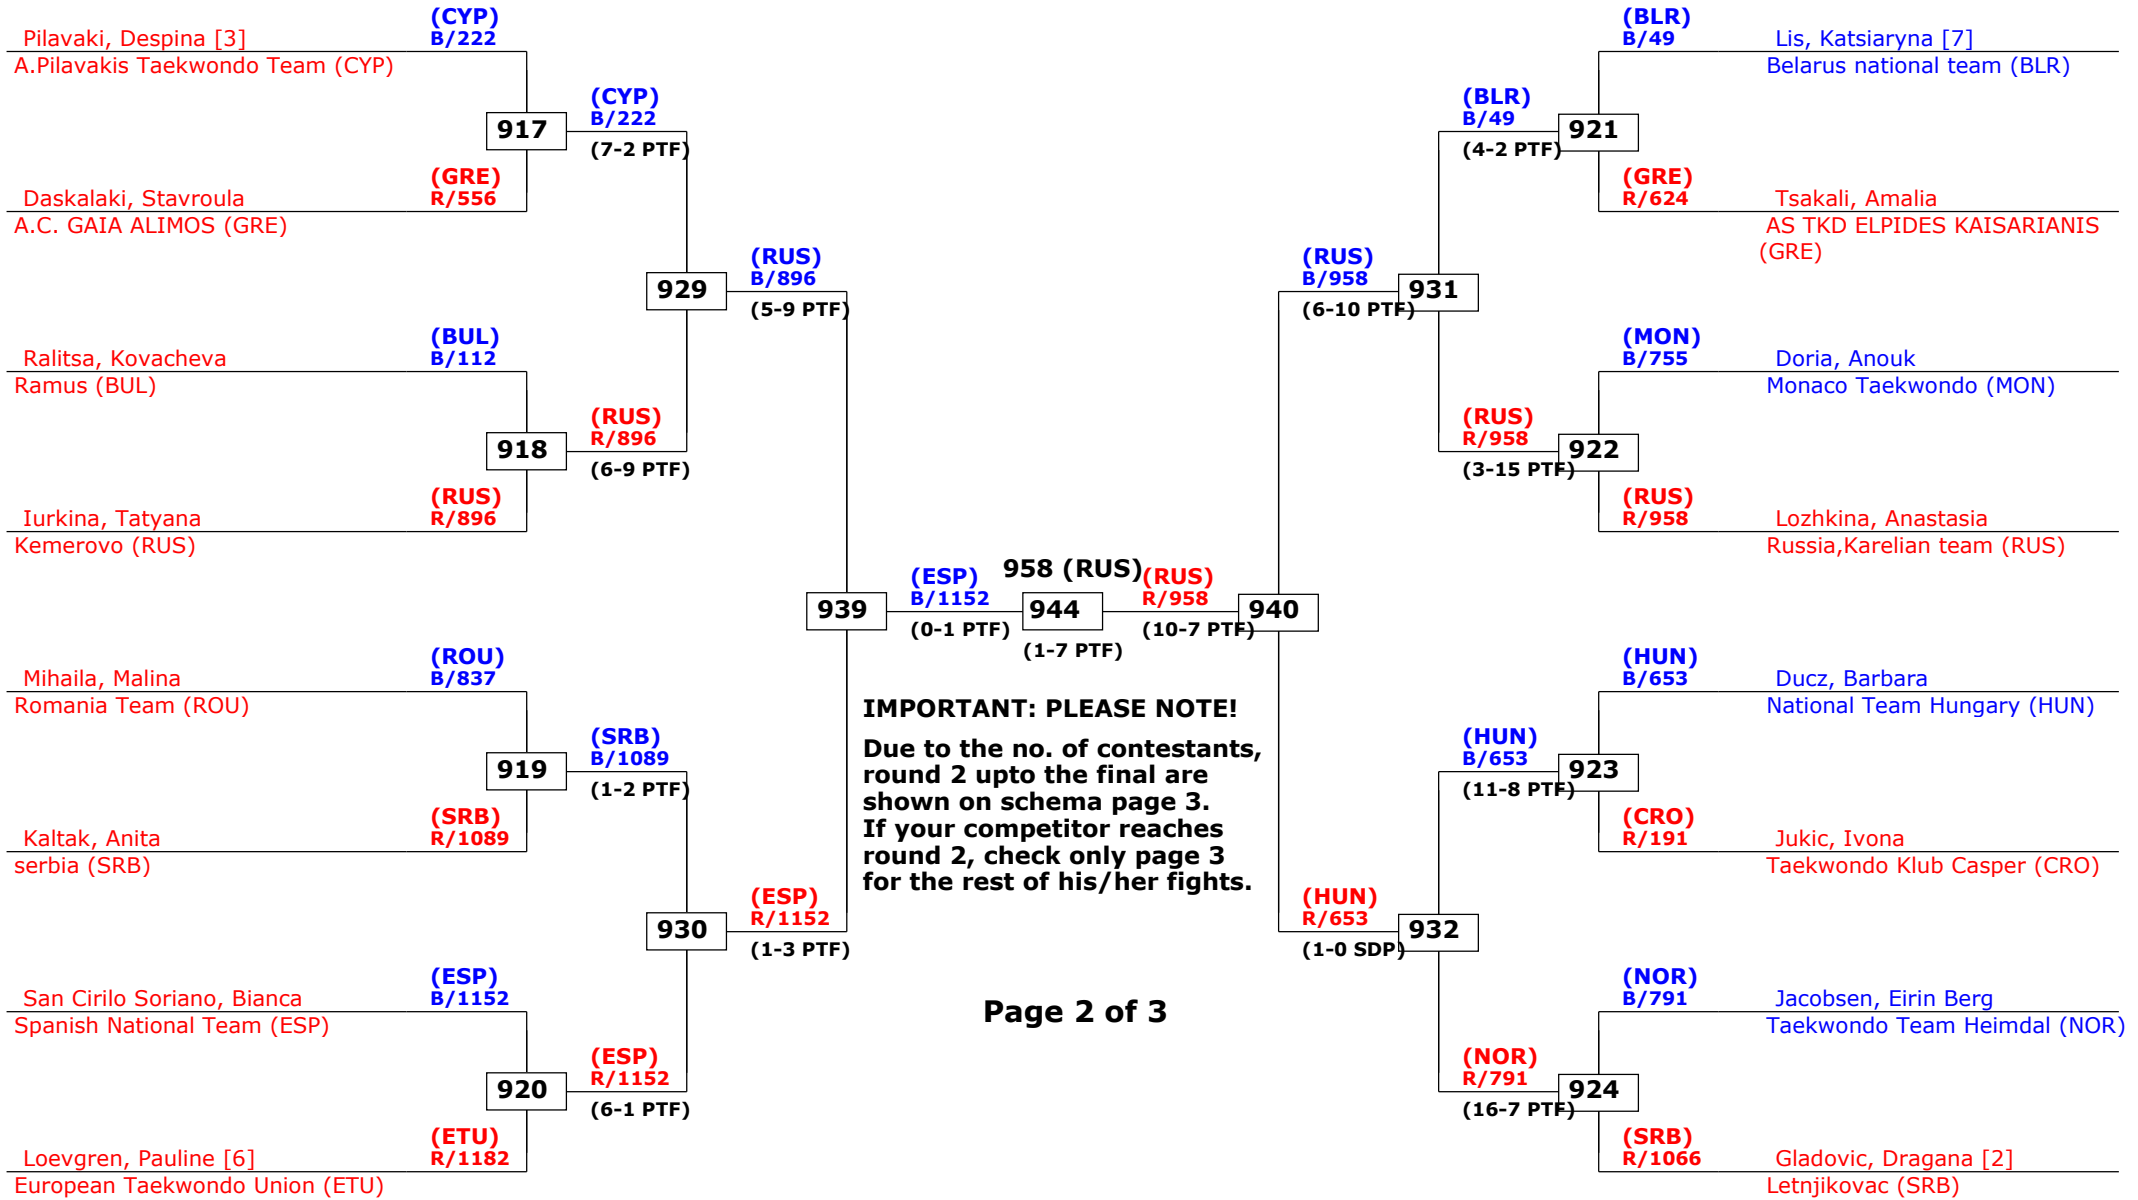 (CYP)
Pilavaki, Despina [3] B/222
A.Pilavakis Taekwondo Team (CYP)
(CYP)
B/222
917
(7-2 PTF)
(GRE)
Daskalaki, Stavroula R/556
A.C. GAIA ALIMOS (GRE)
(RUS)
B/896
929
(5-9 PTF)
(BUL)
Ralitsa, Kovacheva B/112
Ramus (BUL)
(RUS)
R/896
918
(6-9 PTF)
(RUS)
Iurkina, Tatyana R/896
Kemerovo (RUS)
(ESP)
B/1152
939
(0-1 PTF)
(ROU)
Mihaila, Malina B/837
Romania Team (ROU)
(SRB)
B/1089
919
(1-2 PTF)
(SRB)
Kaltak, Anita R/1089
serbia (SRB)
(ESP)
R/1152
930
(1-3 PTF)
(ESP)
San Cirilo Soriano, Bianca B/1152
Spanish National Team (ESP)
(ESP)
R/1152
920
(6-1 PTF)
(ETU)
Loevgren, Pauline [6] R/1182
European Taekwondo Union (ETU)
958 (RUS)
944
(1-7 PTF)
IMPORTANT: PLEASE NOTE!
Due to the no. of contestants,
round 2 upto the final are
shown on schema page 3.
If your competitor reaches
round 2, check only page 3
for the rest of his/her fights.
Page 2 of 3
(BLR)
B/49 Lis, Katsiaryna [7]
Belarus national team (BLR)
(BLR)
B/49
921
(4-2 PTF)
(GRE)
R/624 Tsakali, Amalia
AS TKD ELPIDES KAISARIANIS
(GRE)
(RUS)
B/958
931
(6-10 PTF)
(MON)
B/755 Doria, Anouk
Monaco Taekwondo (MON)
(RUS)
R/958
922
(3-15 PTF)
(RUS)
R/958 Lozhkina, Anastasia
Russia,Karelian team (RUS)
(RUS)
R/958
940
(10-7 PTF)
(HUN)
B/653 Ducz, Barbara
National Team Hungary (HUN)
(HUN)
B/653
923
(11-8 PTF)
(CRO)
R/191 Jukic, Ivona
Taekwondo Klub Casper (CRO)
(HUN)
R/653
932
(1-0 SDP)
(NOR)
B/791 Jacobsen, Eirin Berg
Taekwondo Team Heimdal (NOR)
(NOR)
R/791
924
(16-7 PTF)
(SRB)
R/1066 Gladovic, Dragana [2]
Letnjikovac (SRB)